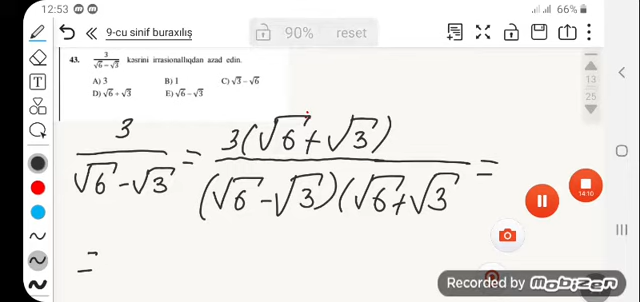 12:53 66%
9-cu sinif buraxılış 90% reset
43. 3/(√6 − √3) kəsrini irrasionallıqdan azad edin.
A) 3 B) 1 C) √3 − √6
D) √6 + √3 E) √6 − √3
13
25
3/(√6 − √3) = 3(√6 + √3)/(√6 − √3)(√6 + √3 =
=
14:10
Recorded by Mobizen